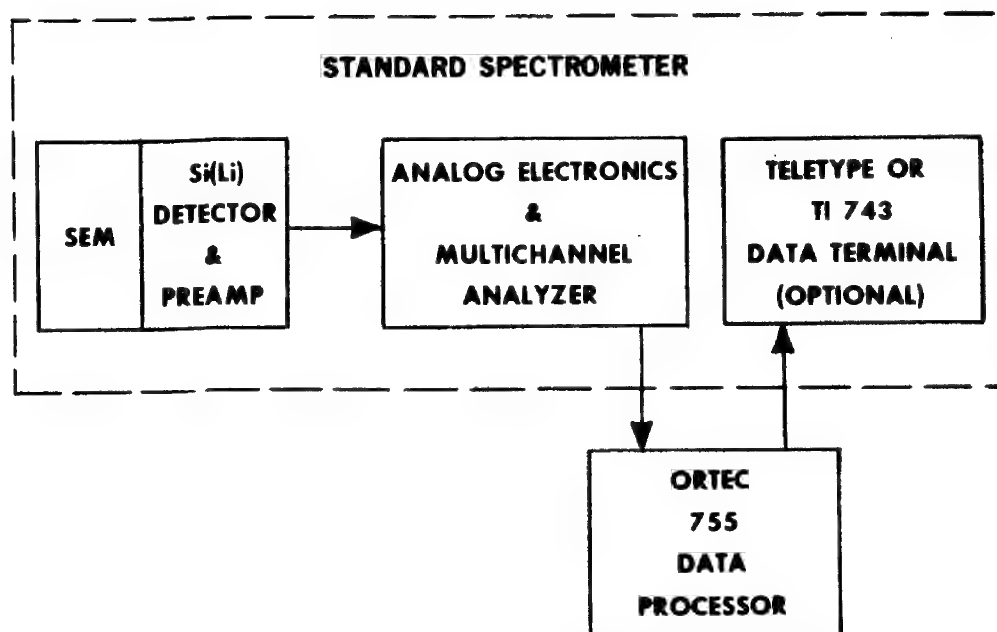 STANDARD SPECTROMETER
SEM
Si(Li)
DETECTOR
&
PREAMP
ANALOG ELECTRONICS
&
MULTICHANNEL
ANALYZER
TELETYPE OR
TI 743
DATA TERMINAL
(OPTIONAL)
ORTEC
755
DATA
PROCESSOR